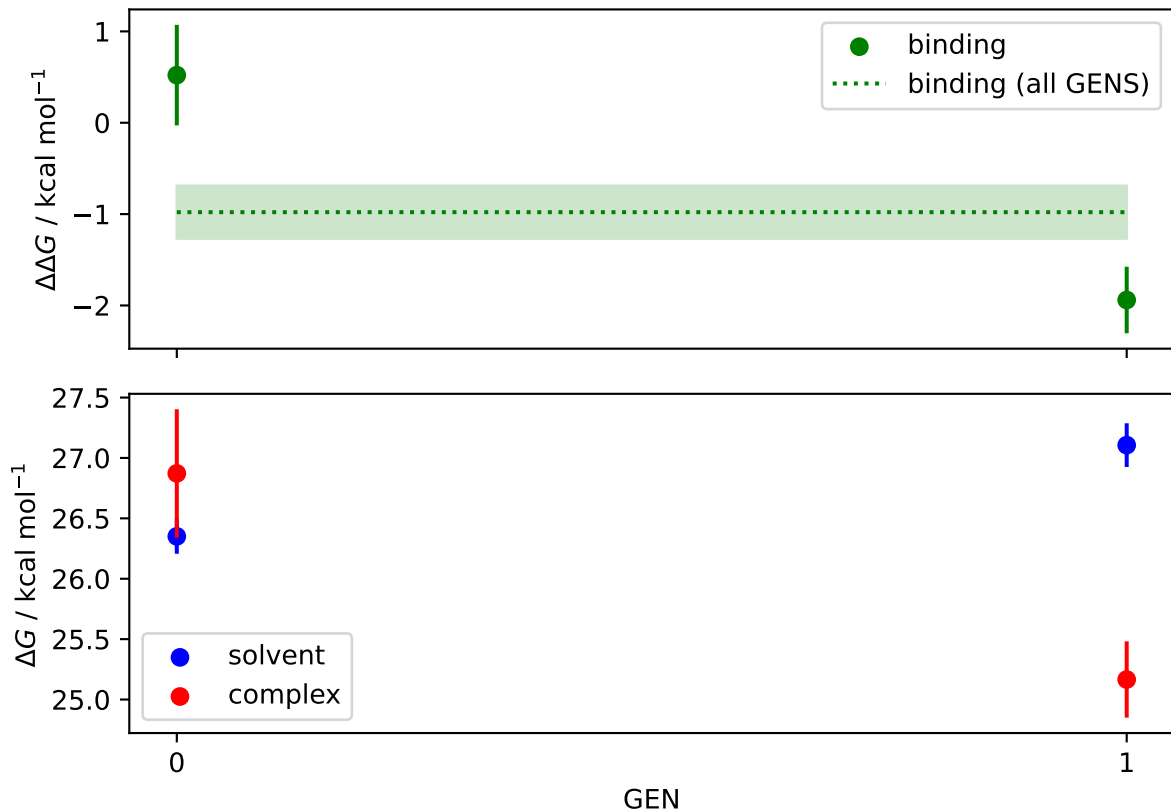 1
0
−1
−2
ΔΔG / kcal mol⁻¹
binding
binding (all GENS)
27.5
27.0
26.5
26.0
25.5
25.0
ΔG / kcal mol⁻¹
solvent
complex
0
1
GEN